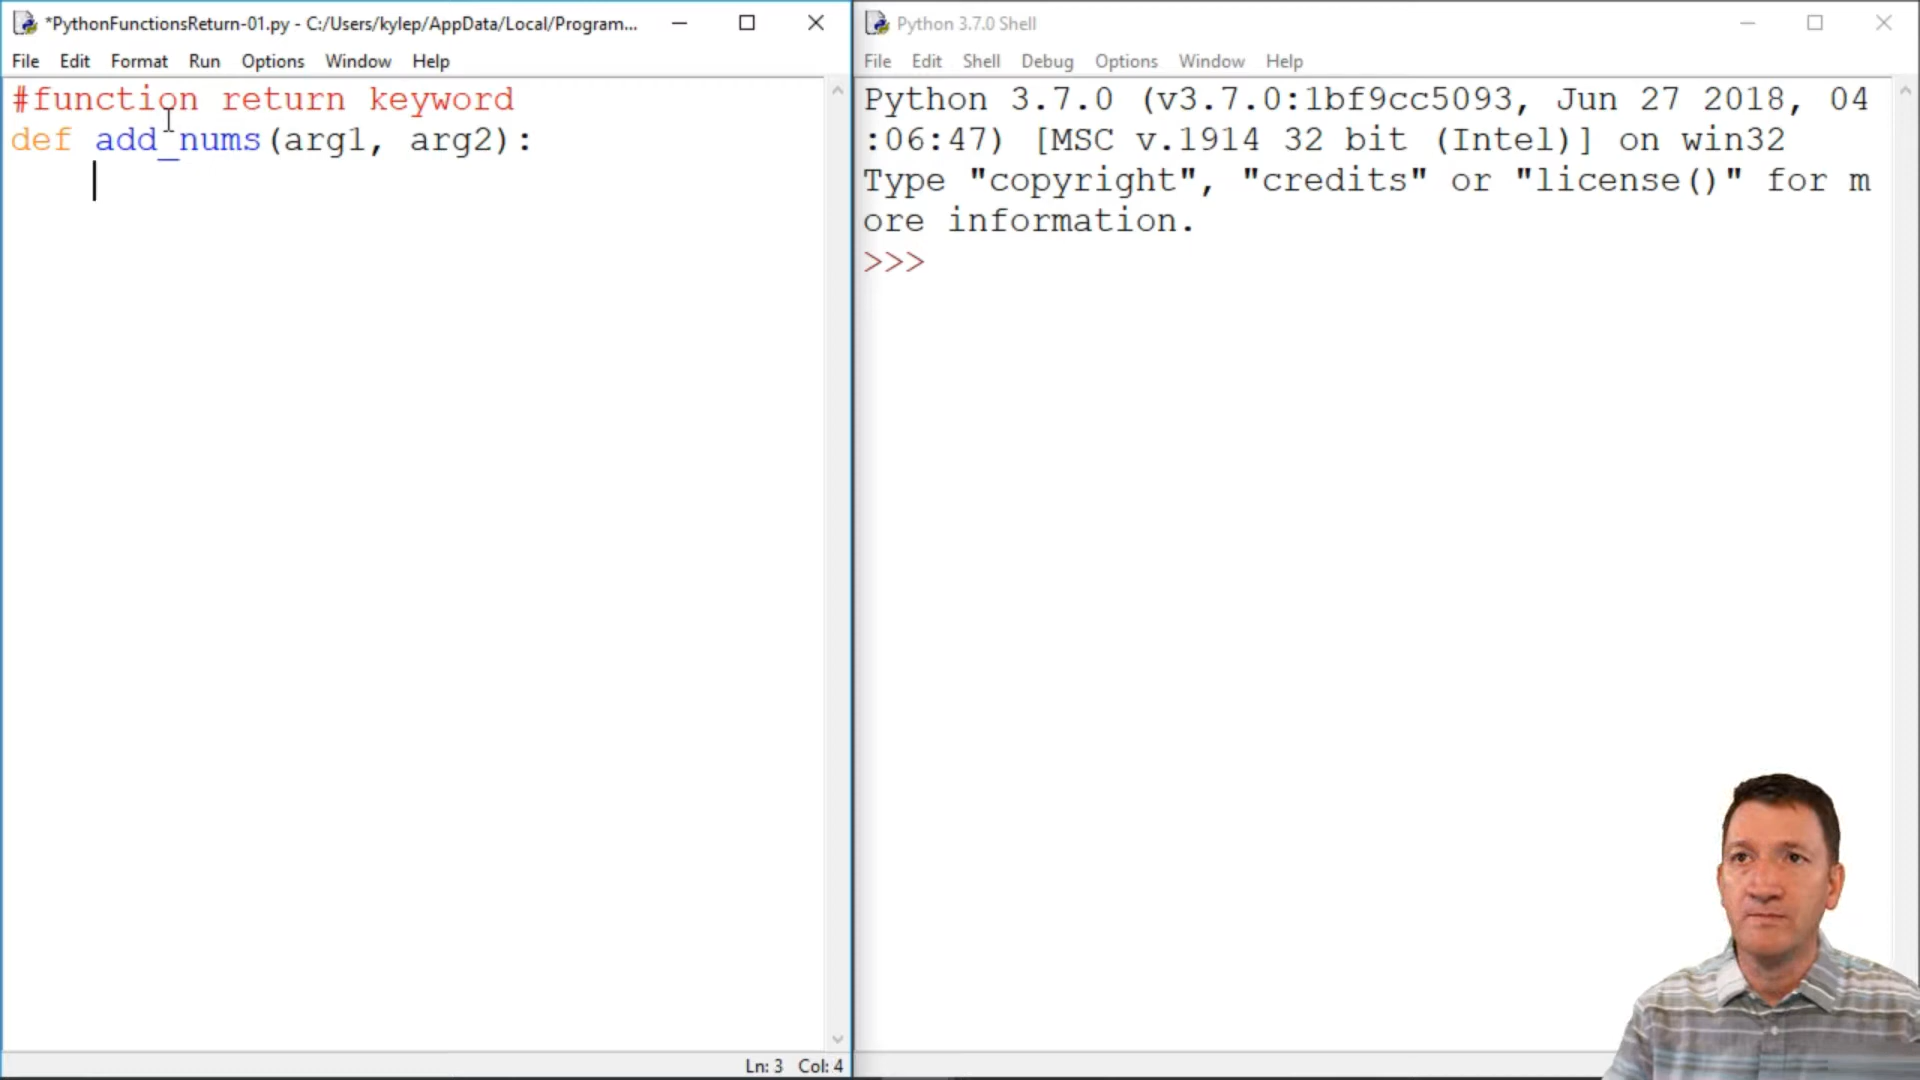 *PythonFunctionsReturn-01.py - C:/Users/kylep/AppData/Local/Program...
File Edit Format Run Options Window Help
#function return keyword
def add_nums(arg1, arg2):
Ln: 3 Col: 4
Python 3.7.0 Shell
File Edit Shell Debug Options Window Help
Python 3.7.0 (v3.7.0:1bf9cc5093, Jun 27 2018, 04
:06:47) [MSC v.1914 32 bit (Intel)] on win32
Type "copyright", "credits" or "license()" for m
ore information.
>>>